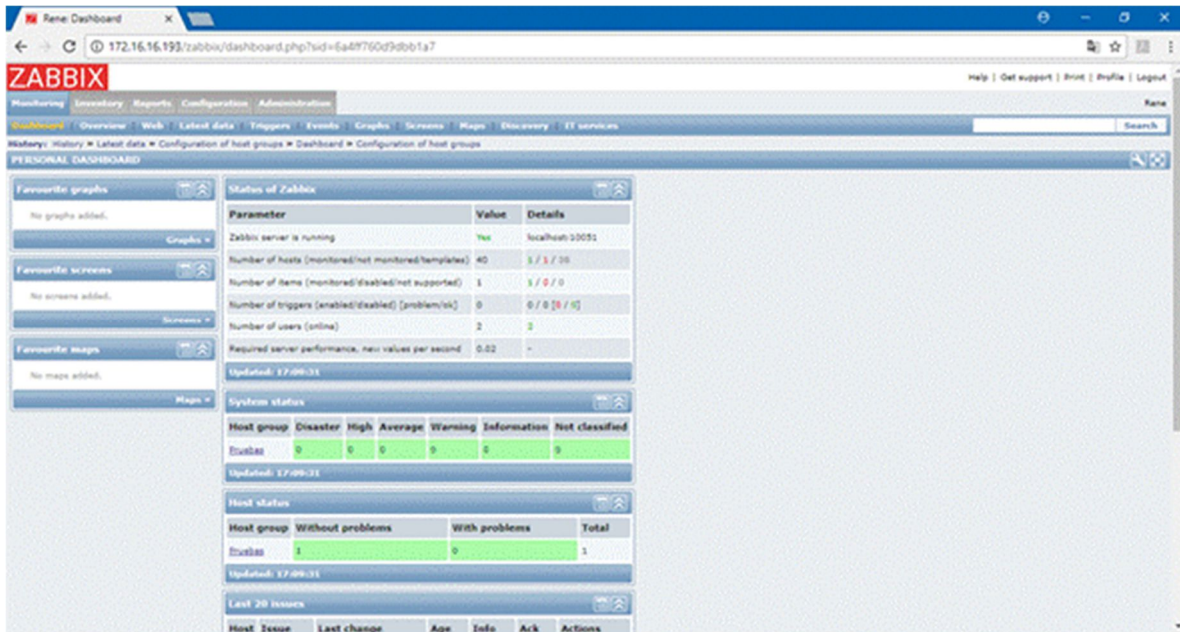 Rene: Dashboard
172.16.16.193/zabbix/dashboard.php?sid=6a4ff760d9dbb1a7
ZABBIX
Help | Get support | Print | Profile | Logout
Monitoring Inventory Reports Configuration Administration
Rene
Dashboard | Overview | Web | Latest data | Triggers | Events | Graphs | Screens | Maps | Discovery | IT services
Search
History: History » Latest data » Configuration of host groups » Dashboard » Configuration of host groups
PERSONAL DASHBOARD
Favourite graphs
No graphs added.
Graphs »
Favourite screens
No screens added.
Screens »
Favourite maps
No maps added.
Maps »
Status of Zabbix
Parameter Value Details
Zabbix server is running Yes localhost:10051
Number of hosts (monitored/not monitored/templates) 40 1 / 1 / 38
Number of items (monitored/disabled/not supported) 1 1 / 0 / 0
Number of triggers (enabled/disabled) [problem/ok] 0 0 / 0 [0 / 0]
Number of users (online) 2 2
Required server performance, new values per second 0.02 -
Updated: 17:09:31
System status
Host group Disaster High Average Warning Information Not classified
Pruebas 0 0 0 0 0 0
Updated: 17:09:31
Host status
Host group Without problems With problems Total
Pruebas 1 0 1
Updated: 17:09:31
Last 20 issues
Host Issue Last change Age Info Ack Actions